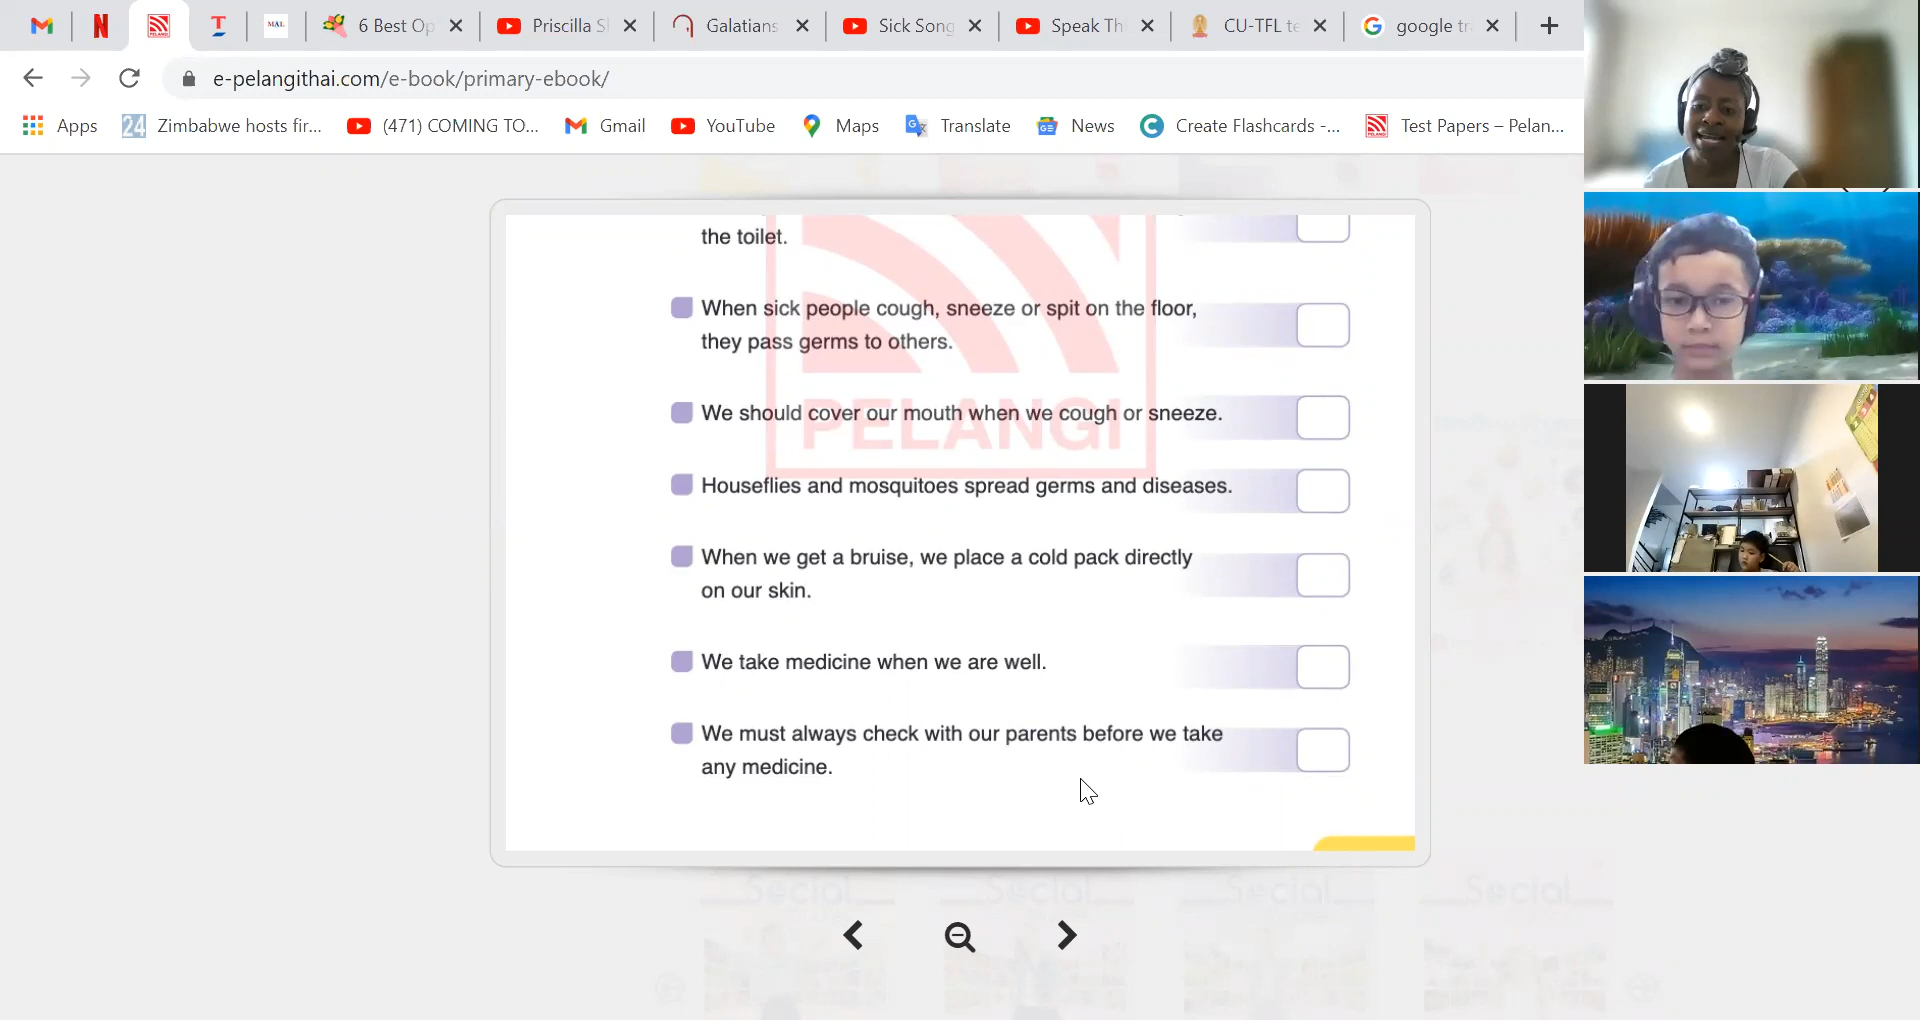 6 Best Op
Priscilla S
Galatians
Sick Song
Speak Th
CU-TFL te
google tr
e-pelangithai.com/e-book/primary-ebook/
Apps
24
Zimbabwe hosts fir...
(471) COMING TO...
Gmail
YouTube
Maps
Translate
News
Create Flashcards -...
Test Papers – Pelan...
the toilet.
When sick people cough, sneeze or spit on the floor,
they pass germs to others.
We should cover our mouth when we cough or sneeze.
PELANGI
Houseflies and mosquitoes spread germs and diseases.
When we get a bruise, we place a cold pack directly
on our skin.
We take medicine when we are well.
We must always check with our parents before we take
any medicine.
Social
Social
Social
Social